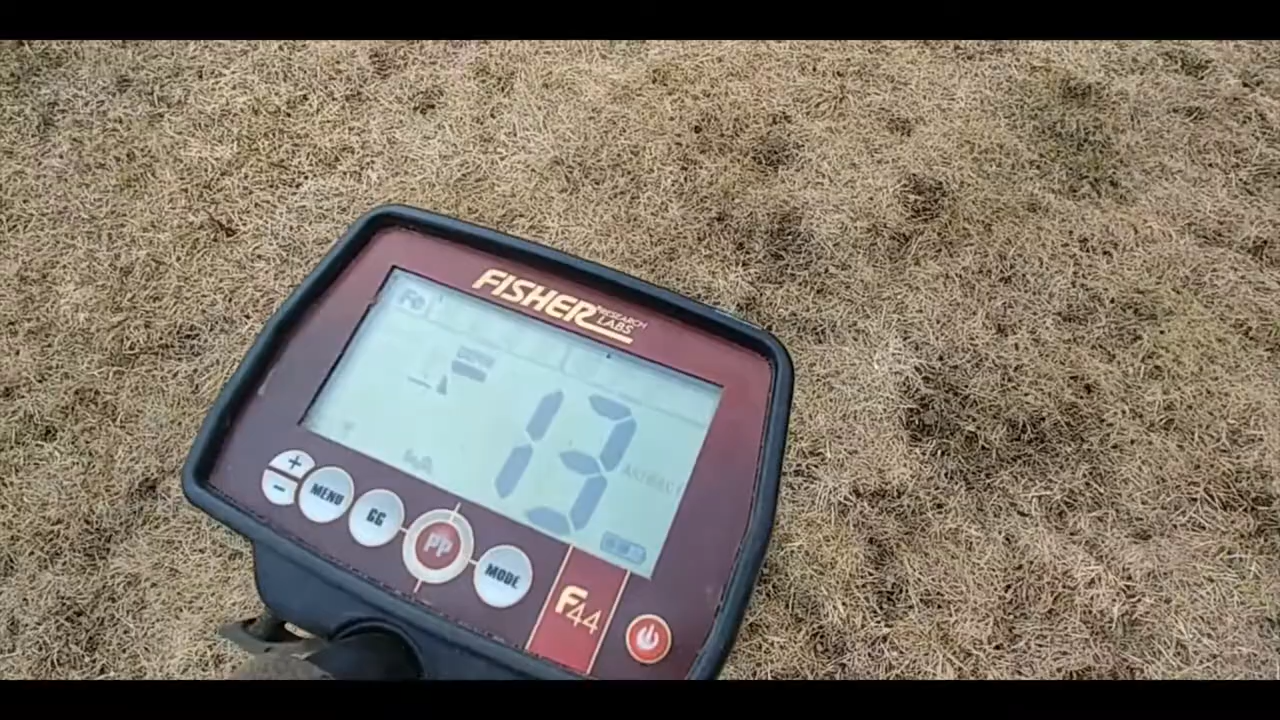 FISHER
RESEARCH
LABS
Fe
13
+
-
MENU
GG
PP
MODE
F44